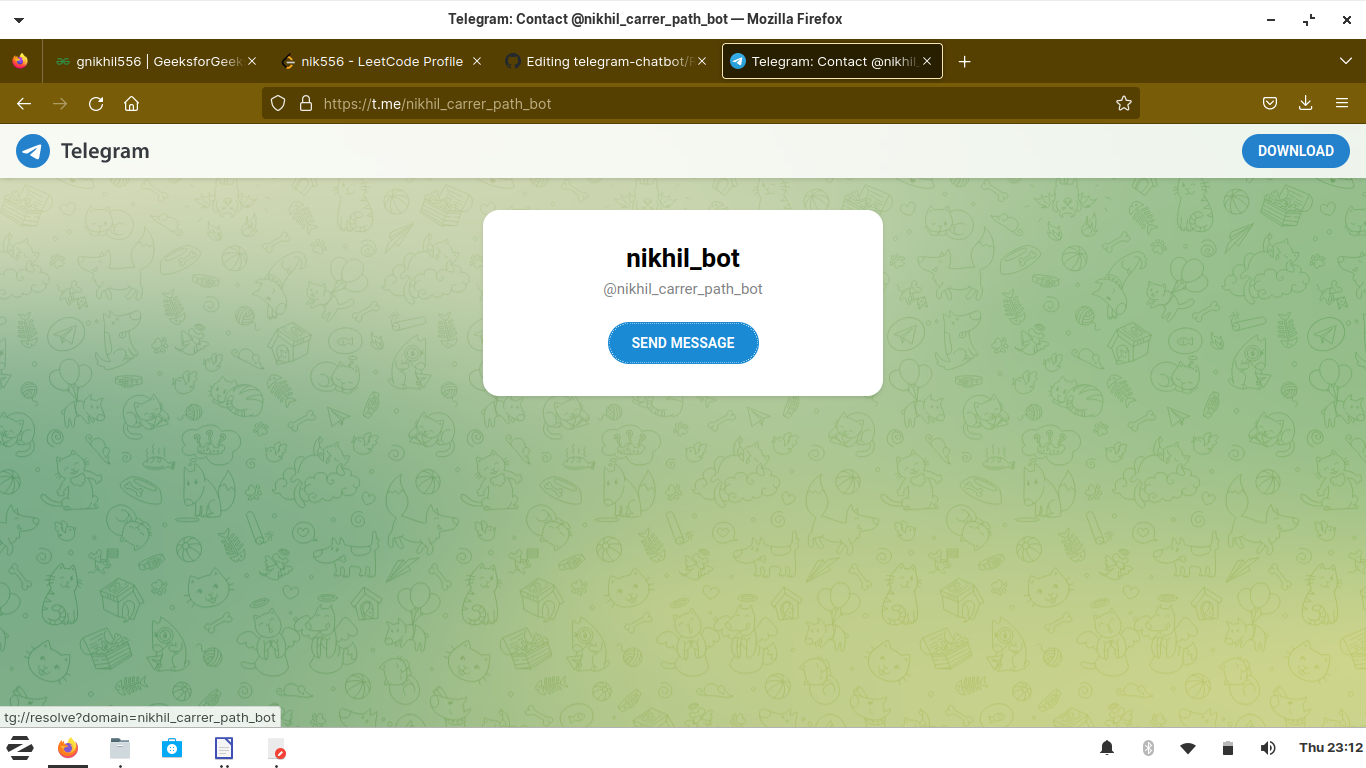 Telegram: Contact @nikhil_carrer_path_bot — Mozilla Firefox
gnikhil556 | GeeksforGeek
nik556 - LeetCode Profile
Editing telegram-chatbot/
Telegram: Contact @nikhil
https://t.me/nikhil_carrer_path_bot
Telegram
DOWNLOAD
nikhil_bot
@nikhil_carrer_path_bot
SEND MESSAGE
tg://resolve?domain=nikhil_carrer_path_bot
Thu 23:12